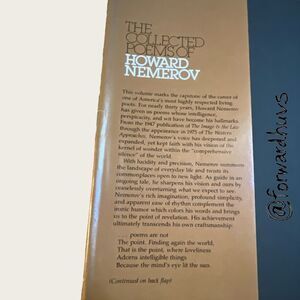 THE
COLLECTED
POEMS OF
HOWARD
NEMEROV
This volume marks the capstone of the career of
one of America's most highly respected living
poets. For nearly thirty years, Howard Nemerov
has given us poems whose intelligence,
perspicacity, and wit have become his hallmarks.
From the 1947 publication of The Image & the Law
through the appearance in 1975 of The Western
Approaches, Nemerov's voice has deepened and
expanded, yet kept faith with his vision of the
kernel of wonder within the "comprehensive
silence" of the world.
With lucidity and precision, Nemerov summons
the landscape of everyday life and treats its
commonplaces open to new light. As guide in an
ongoing tale, he sharpens his vision and ours by
ceaselessly overturning what we expect to see.
Nemerov's rich imagination, profound simplicity,
and apparent ease of rhythm complement the
ironic humor which colors his words and brings
us to the point of revelation. His achievement
ultimately transcends his own craftsmanship:
. . . poems are not
The point. Finding again the world,
That is the point, where loveliness
Adorns intelligible things
Because the mind's eye lit the sun.
(Continued on back flap)
@forwardhuvs